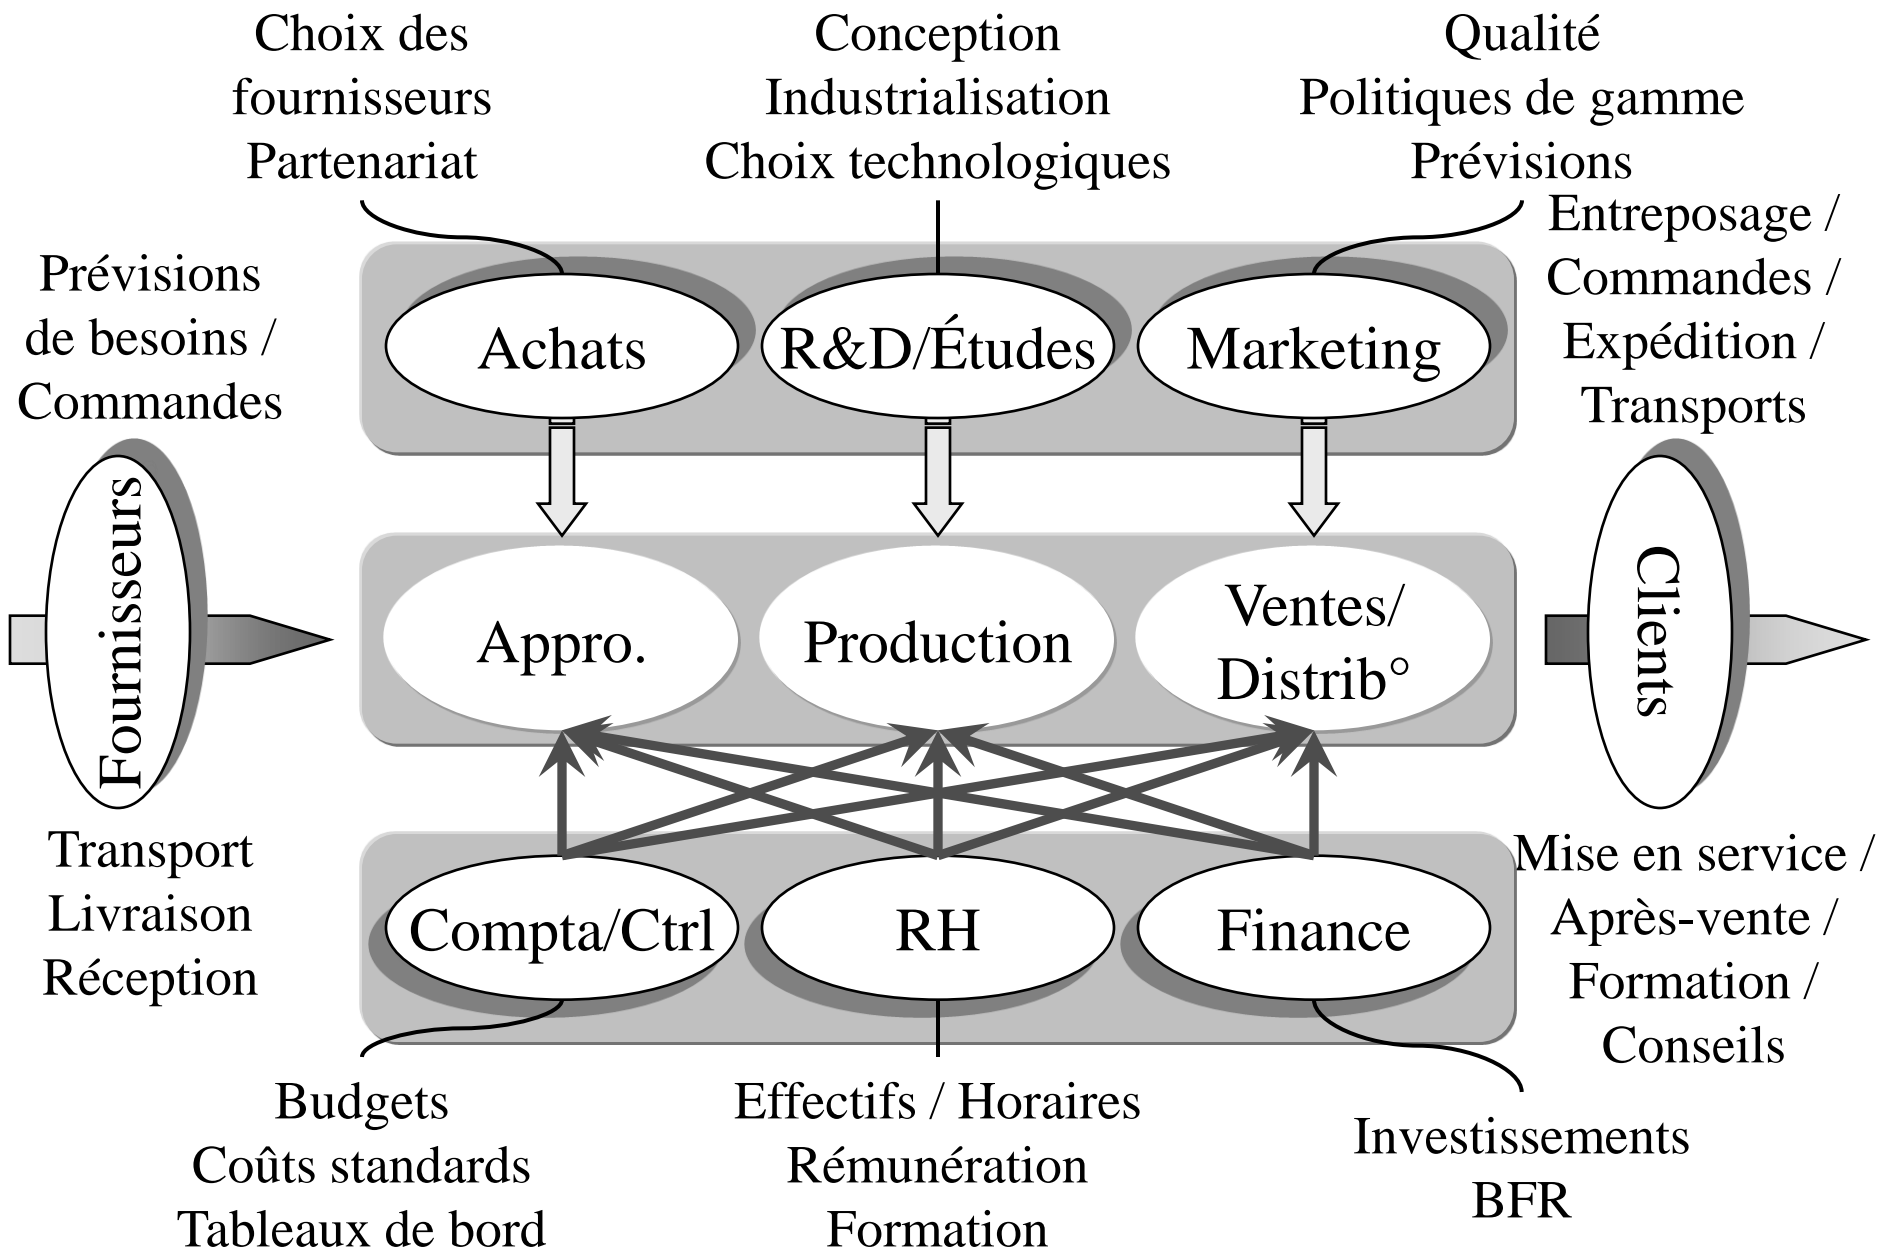 Choix des
fournisseurs
Partenariat
Conception
Industrialisation
Choix technologiques
Qualité
Politiques de gamme
Prévisions
Entreposage /
Commandes /
Expédition /
Transports
Prévisions
de besoins /
Commandes
Achats
R&D/Études
Marketing
Fournisseurs
Appro.
Production
Ventes/
Distrib°
Clients
Transport
Livraison
Réception
Compta/Ctrl
RH
Finance
Mise en service /
Après-vente /
Formation /
Conseils
Budgets
Coûts standards
Tableaux de bord
Effectifs / Horaires
Rémunération
Formation
Investissements
BFR